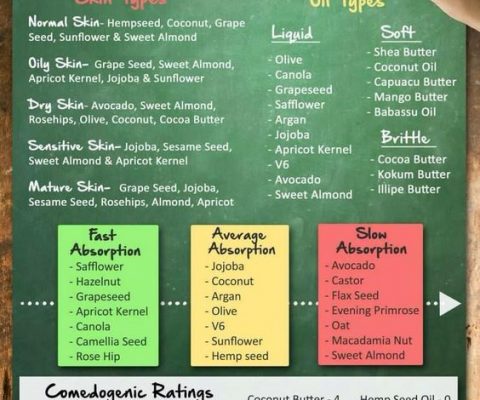 Skin Types
Normal Skin- Hempseed, Coconut, Grape
Seed, Sunflower & Sweet Almond
Oily Skin- Grape Seed, Sweet Almond,
Apricot Kernel, Jojoba & Sunflower
Dry Skin- Avocado, Sweet Almond,
Rosehips, Olive, Coconut, Cocoa Butter
Sensitive Skin- Jojoba, Sesame Seed,
Sweet Almond & Apricot Kernel
Mature Skin- Grape Seed, Jojoba,
Sesame Seed, Rosehips, Almond, Apricot
Oil Types
Liquid
- Olive
- Canola
- Grapeseed
- Safflower
- Argan
- Jojoba
- Apricot Kernel
- V6
- Avocado
- Sweet Almond
Soft
- Shea Butter
- Coconut Oil
- Capuacu Butter
- Mango Butter
- Babassu Oil
Brittle
- Cocoa Butter
- Kokum Butter
- Illipe Butter
Fast
Absorption
- Safflower
- Hazelnut
- Grapeseed
- Apricot Kernel
- Canola
- Camellia Seed
- Rose Hip
Average
Absorption
- Jojoba
- Coconut
- Argan
- Olive
- V6
- Sunflower
- Hemp seed
Slow
Absorption
- Avocado
- Castor
- Flax Seed
- Evening Primrose
- Oat
- Macadamia Nut
- Sweet Almond
Comedogenic Ratings
Coconut Butter - 4
Hemp Seed Oil - 0